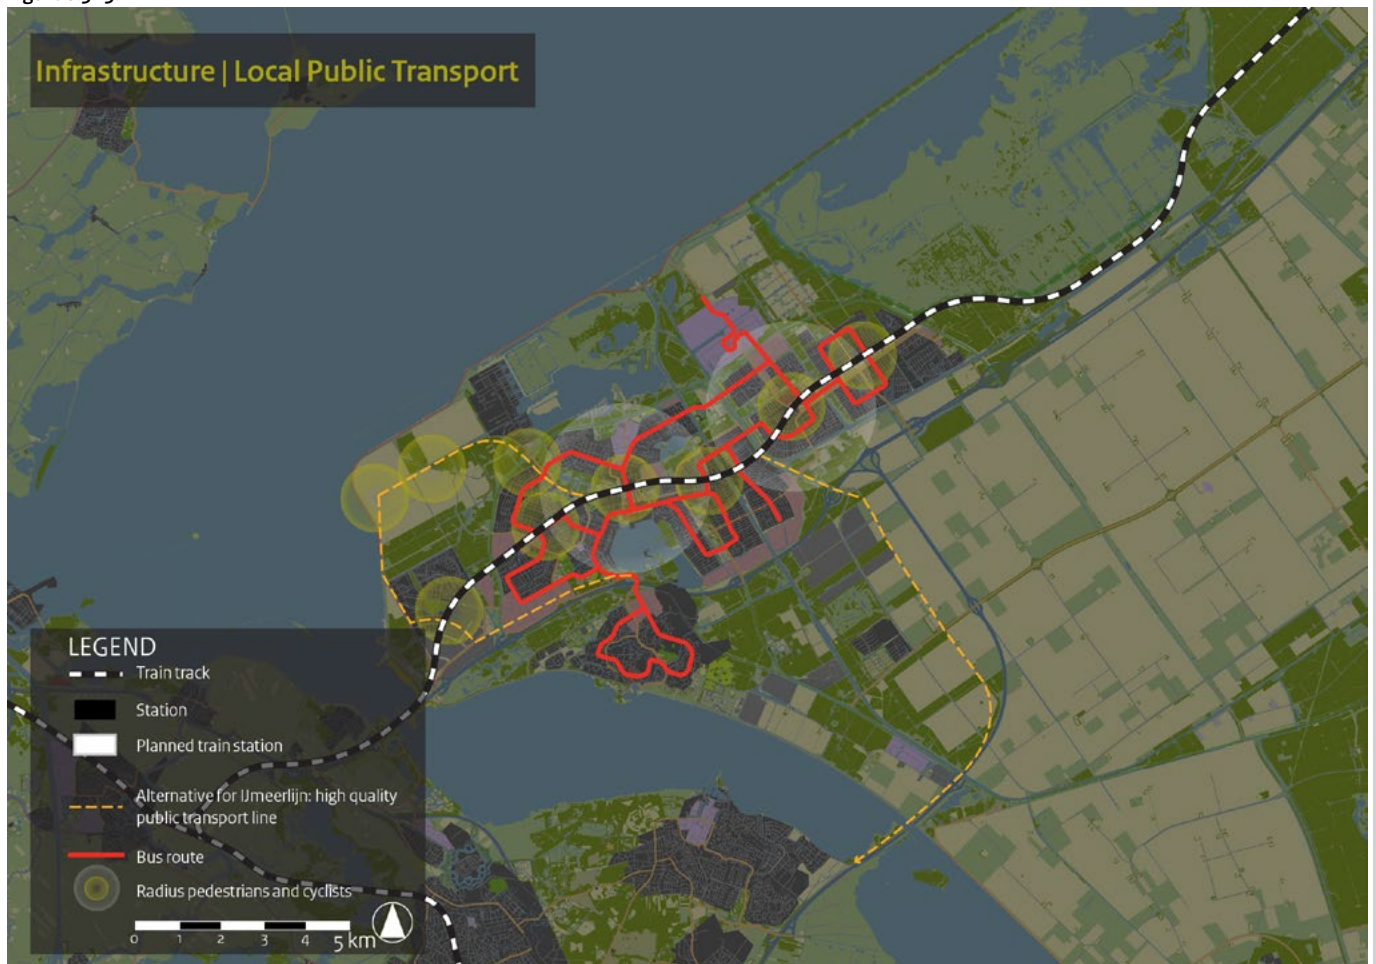 Infrastructure | Local Public Transport
LEGEND
Train track
Station
Planned train station
Alternative for IJmeerlijn: high quality
public transport line
Bus route
Radius pedestrians and cyclists
0 1 2 3 4 5 km